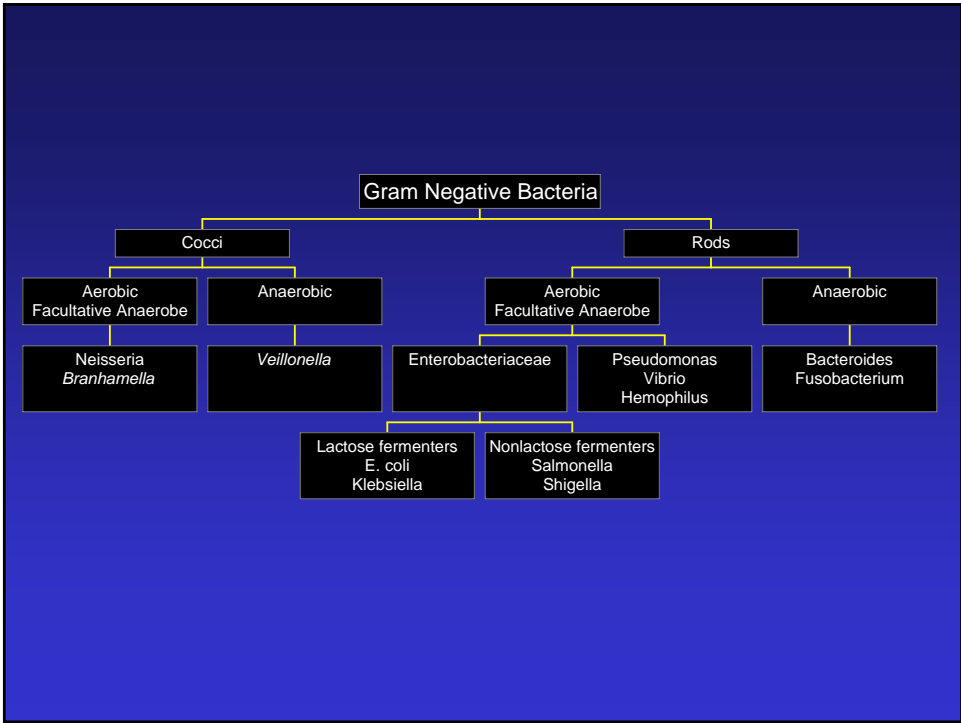 Gram Negative Bacteria
Cocci
Rods
Aerobic
Facultative Anaerobe
Anaerobic
Aerobic
Facultative Anaerobe
Anaerobic
Neisseria
Branhamella
Veillonella
Enterobacteriaceae
Pseudomonas
Vibrio
Hemophilus
Bacteroides
Fusobacterium
Lactose fermenters
E. coli
Klebsiella
Nonlactose fermenters
Salmonella
Shigella